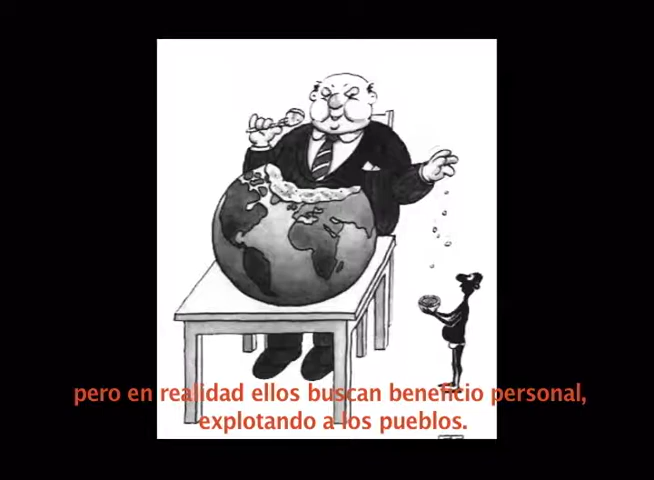 pero en realidad ellos buscan beneficio personal,
explotando a los pueblos.